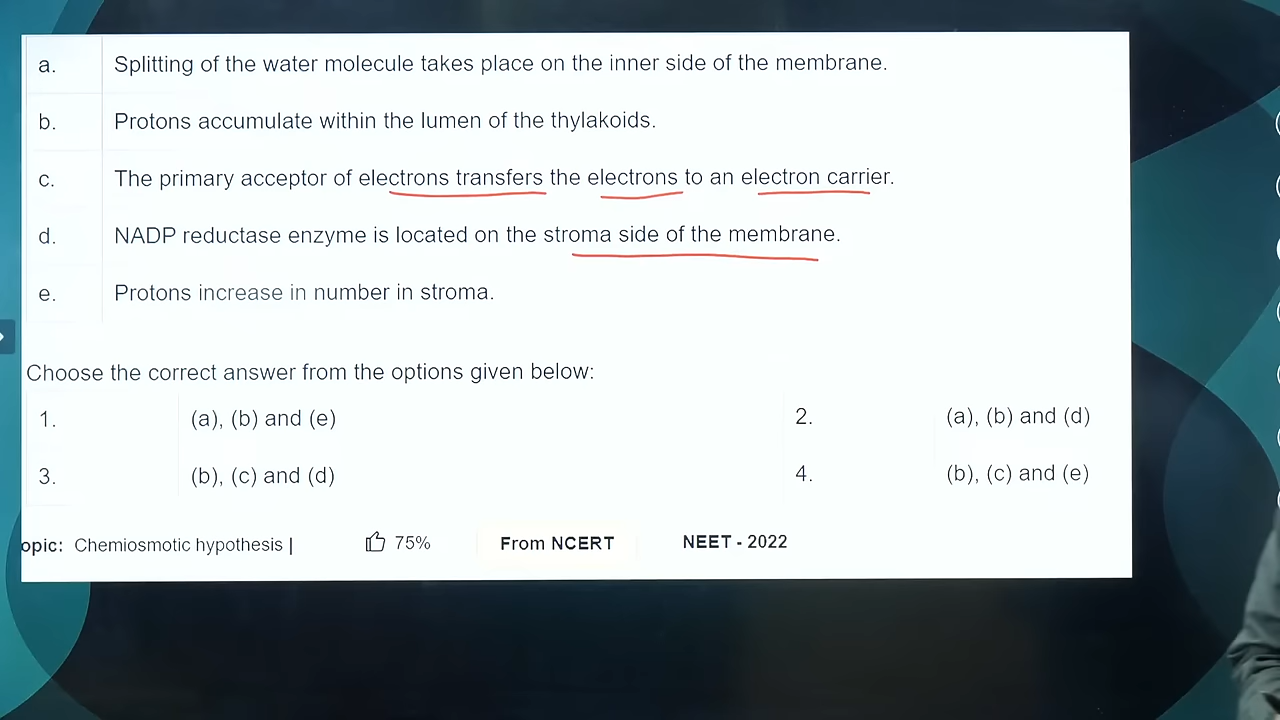 a. Splitting of the water molecule takes place on the inner side of the membrane.
b. Protons accumulate within the lumen of the thylakoids.
c. The primary acceptor of electrons transfers the electrons to an electron carrier.
d. NADP reductase enzyme is located on the stroma side of the membrane.
e. Protons increase in number in stroma.
Choose the correct answer from the options given below:
1. (a), (b) and (e) 2. (a), (b) and (d)
3. (b), (c) and (d) 4. (b), (c) and (e)
opic: Chemiosmotic hypothesis | 75% From NCERT NEET - 2022